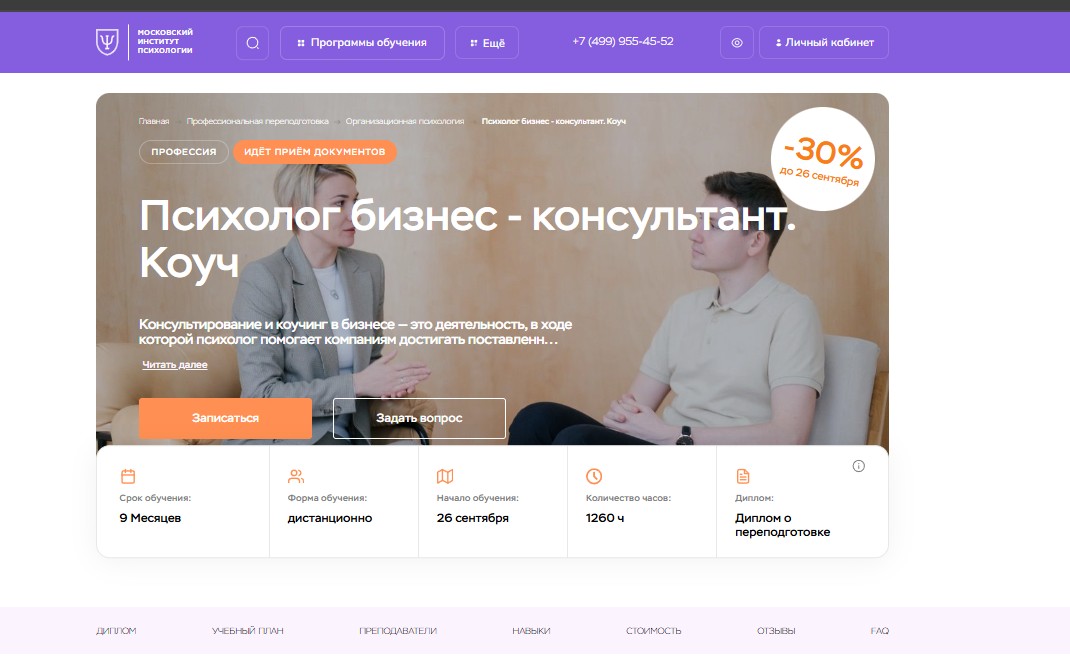 МОСКОВСКИЙ
ИНСТИТУТ
ПСИХОЛОГИИ
Программы обучения
Ещё
+7 (499) 955-45-52
Личный кабинет
Главная
Профессиональная переподготовка
Организационная психология
Психолог бизнес - консультант. Коуч
ПРОФЕССИЯ
ИДЁТ ПРИЁМ ДОКУМЕНТОВ
-30%
до 26 сентября
Психолог бизнес - консультант.
Коуч
Консультирование и коучинг в бизнесе — это деятельность, в ходе
которой психолог помогает компаниям достигать поставленн...
Читать далее
Записаться
Задать вопрос
Срок обучения:
9 Месяцев
Форма обучения:
дистанционно
Начало обучения:
26 сентября
Количество часов:
1260 ч
Диплом:
Диплом о
переподготовке
ДИПЛОМ
УЧЕБНЫЙ ПЛАН
ПРЕПОДАВАТЕЛИ
НАВЫКИ
СТОИМОСТЬ
ОТЗЫВЫ
FAQ